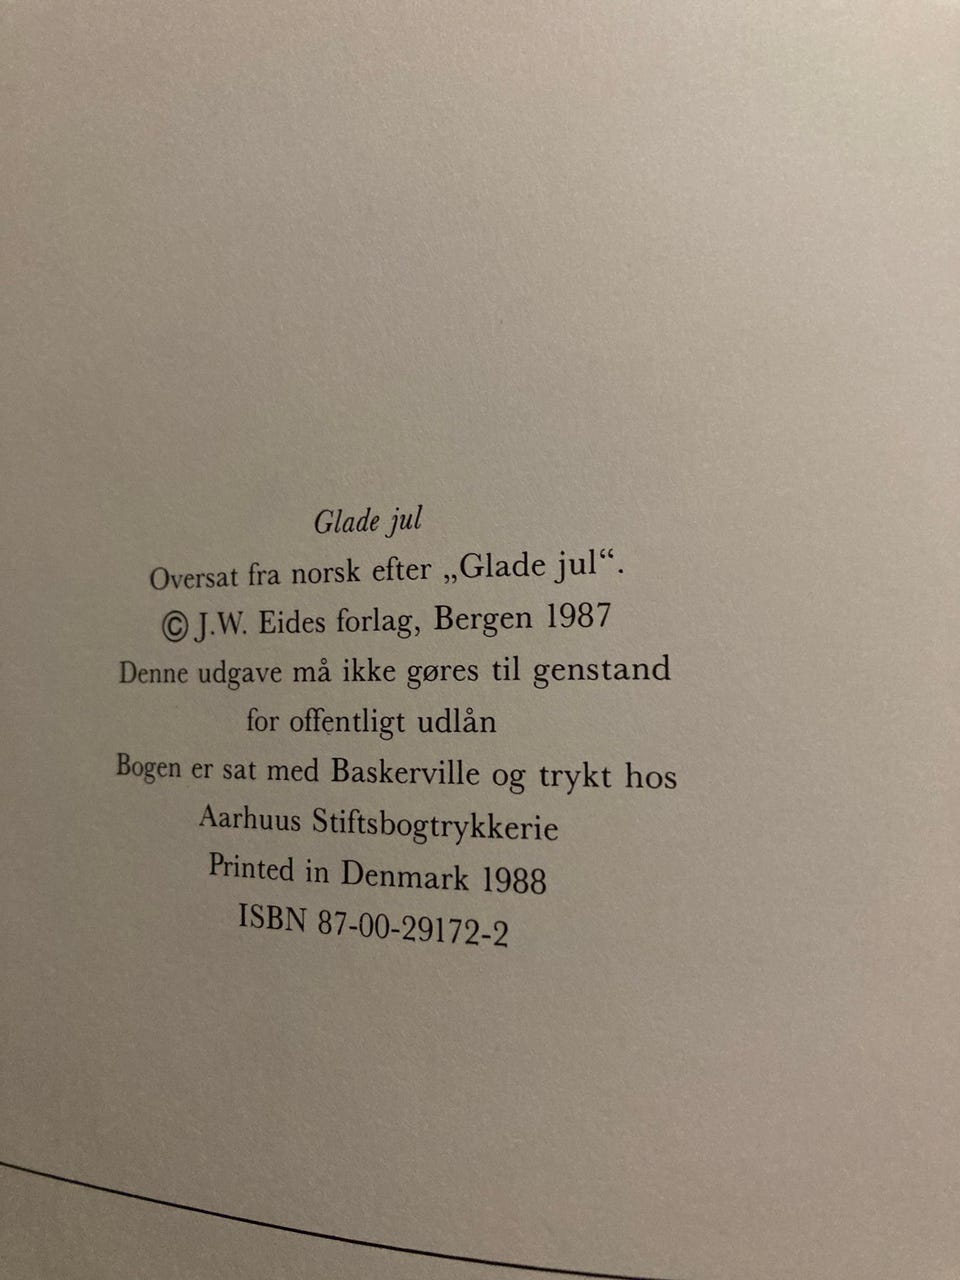 Glade jul
Oversat fra norsk efter „Glade jul“.
© J.W. Eides forlag, Bergen 1987
Denne udgave må ikke gøres til genstand
for offentligt udlån
Bogen er sat med Baskerville og trykt hos
Aarhuus Stiftsbogtrykkerie
Printed in Denmark 1988
ISBN 87-00-29172-2